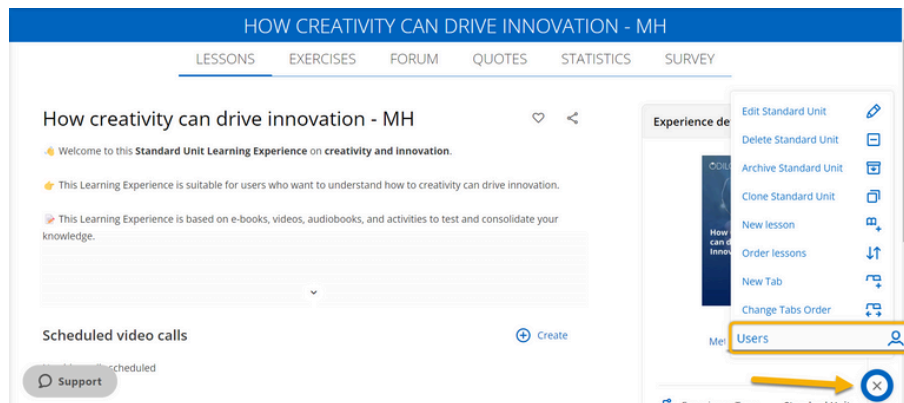 HOW CREATIVITY CAN DRIVE INNOVATION - MH
LESSONS EXERCISES FORUM QUOTES STATISTICS SURVEY
How creativity can drive innovation - MH
Welcome to this Standard Unit Learning Experience on creativity and innovation.
This Learning Experience is suitable for users who want to understand how to creativity can drive innovation.
This Learning Experience is based on e-books, videos, audiobooks, and activities to test and consolidate your
knowledge.
Scheduled video calls
Create
scheduled
Support
Experience de
How
can d
Innov
Edit Standard Unit
Delete Standard Unit
Archive Standard Unit
Clone Standard Unit
New lesson
Order lessons
New Tab
Change Tabs Order
Users